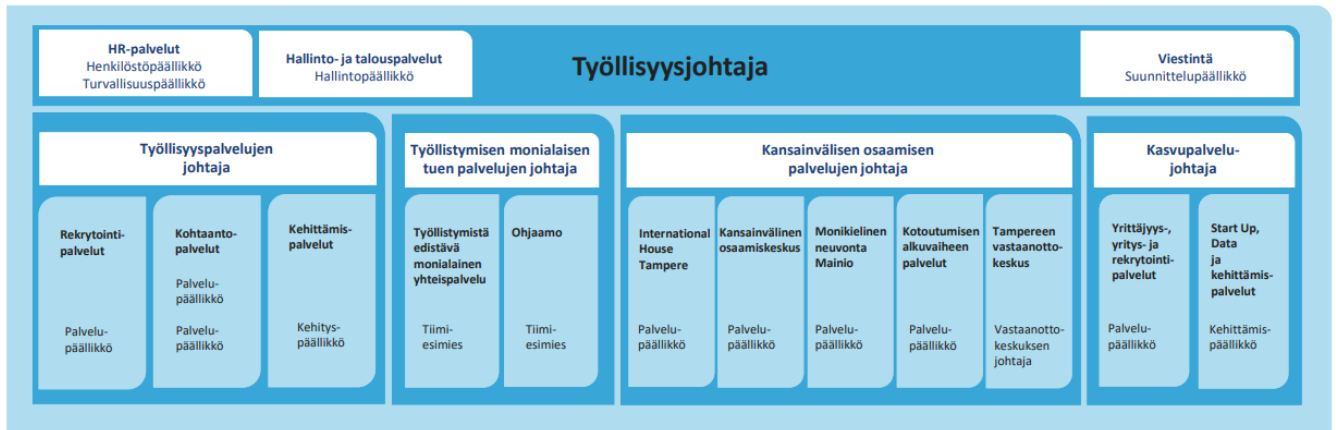 HR-palvelut
Henkilöstöpäällikkö
Turvallisuuspäällikkö
Hallinto- ja talouspalvelut
Hallintopäällikkö
Työllisyysjohtaja
Viestintä
Suunnittelupäällikkö
Työllisyyspalvelujen
johtaja
Rekrytointi-
palvelut
Palvelu-
päällikkö
Kohtaanto-
palvelut
Palvelu-
päällikkö
Palvelu-
päällikkö
Kehittämis-
palvelut
Kehitys-
päällikkö
Työllistymisen monialaisen
tuen palvelujen johtaja
Työllistymistä
edistävä
monialainen
yhteispalvelu
Tiimi-
esimies
Ohjaamo
Tiimi-
esimies
Kansainvälisen osaamisen
palvelujen johtaja
International
House
Tampere
Palvelu-
päällikkö
Kansainvälinen
osaamiskeskus
Palvelu-
päällikkö
Monikielinen
neuvonta
Mainio
Palvelu-
päällikkö
Kotoutumisen
alkuvaiheen
palvelut
Palvelu-
päällikkö
Tampereen
vastaanotto-
keskus
Vastaanotto-
keskuksen
johtaja
Kasvupalvelu-
johtaja
Yrittäjyys-,
yritys- ja
rekrytointi-
palvelut
Palvelu-
päällikkö
Start Up,
Data
ja
kehittämis-
palvelut
Kehittämis-
päällikkö